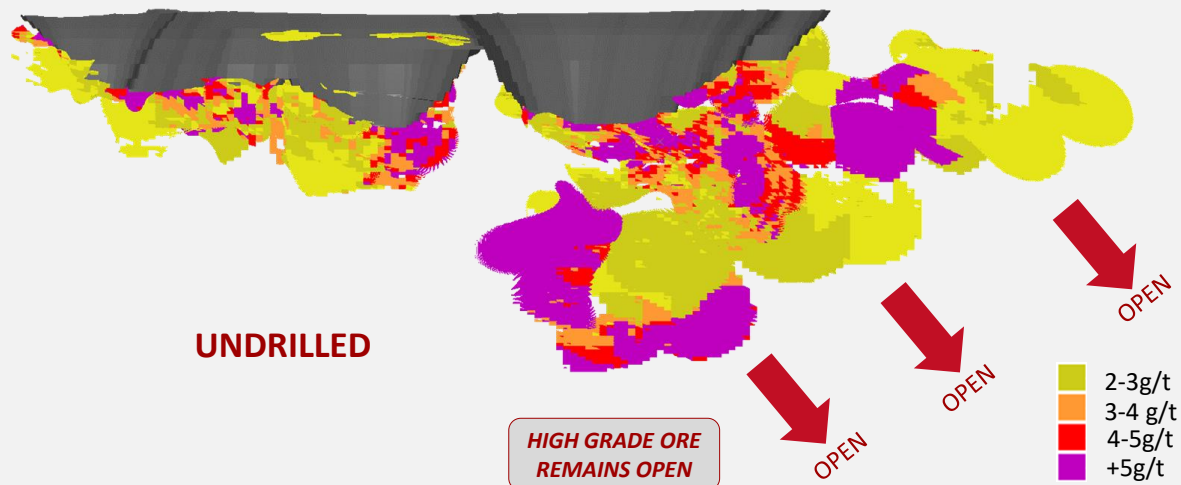 UNDRILLED
HIGH GRADE ORE
REMAINS OPEN
OPEN
OPEN
OPEN
2-3g/t
3-4 g/t
4-5g/t
+5g/t